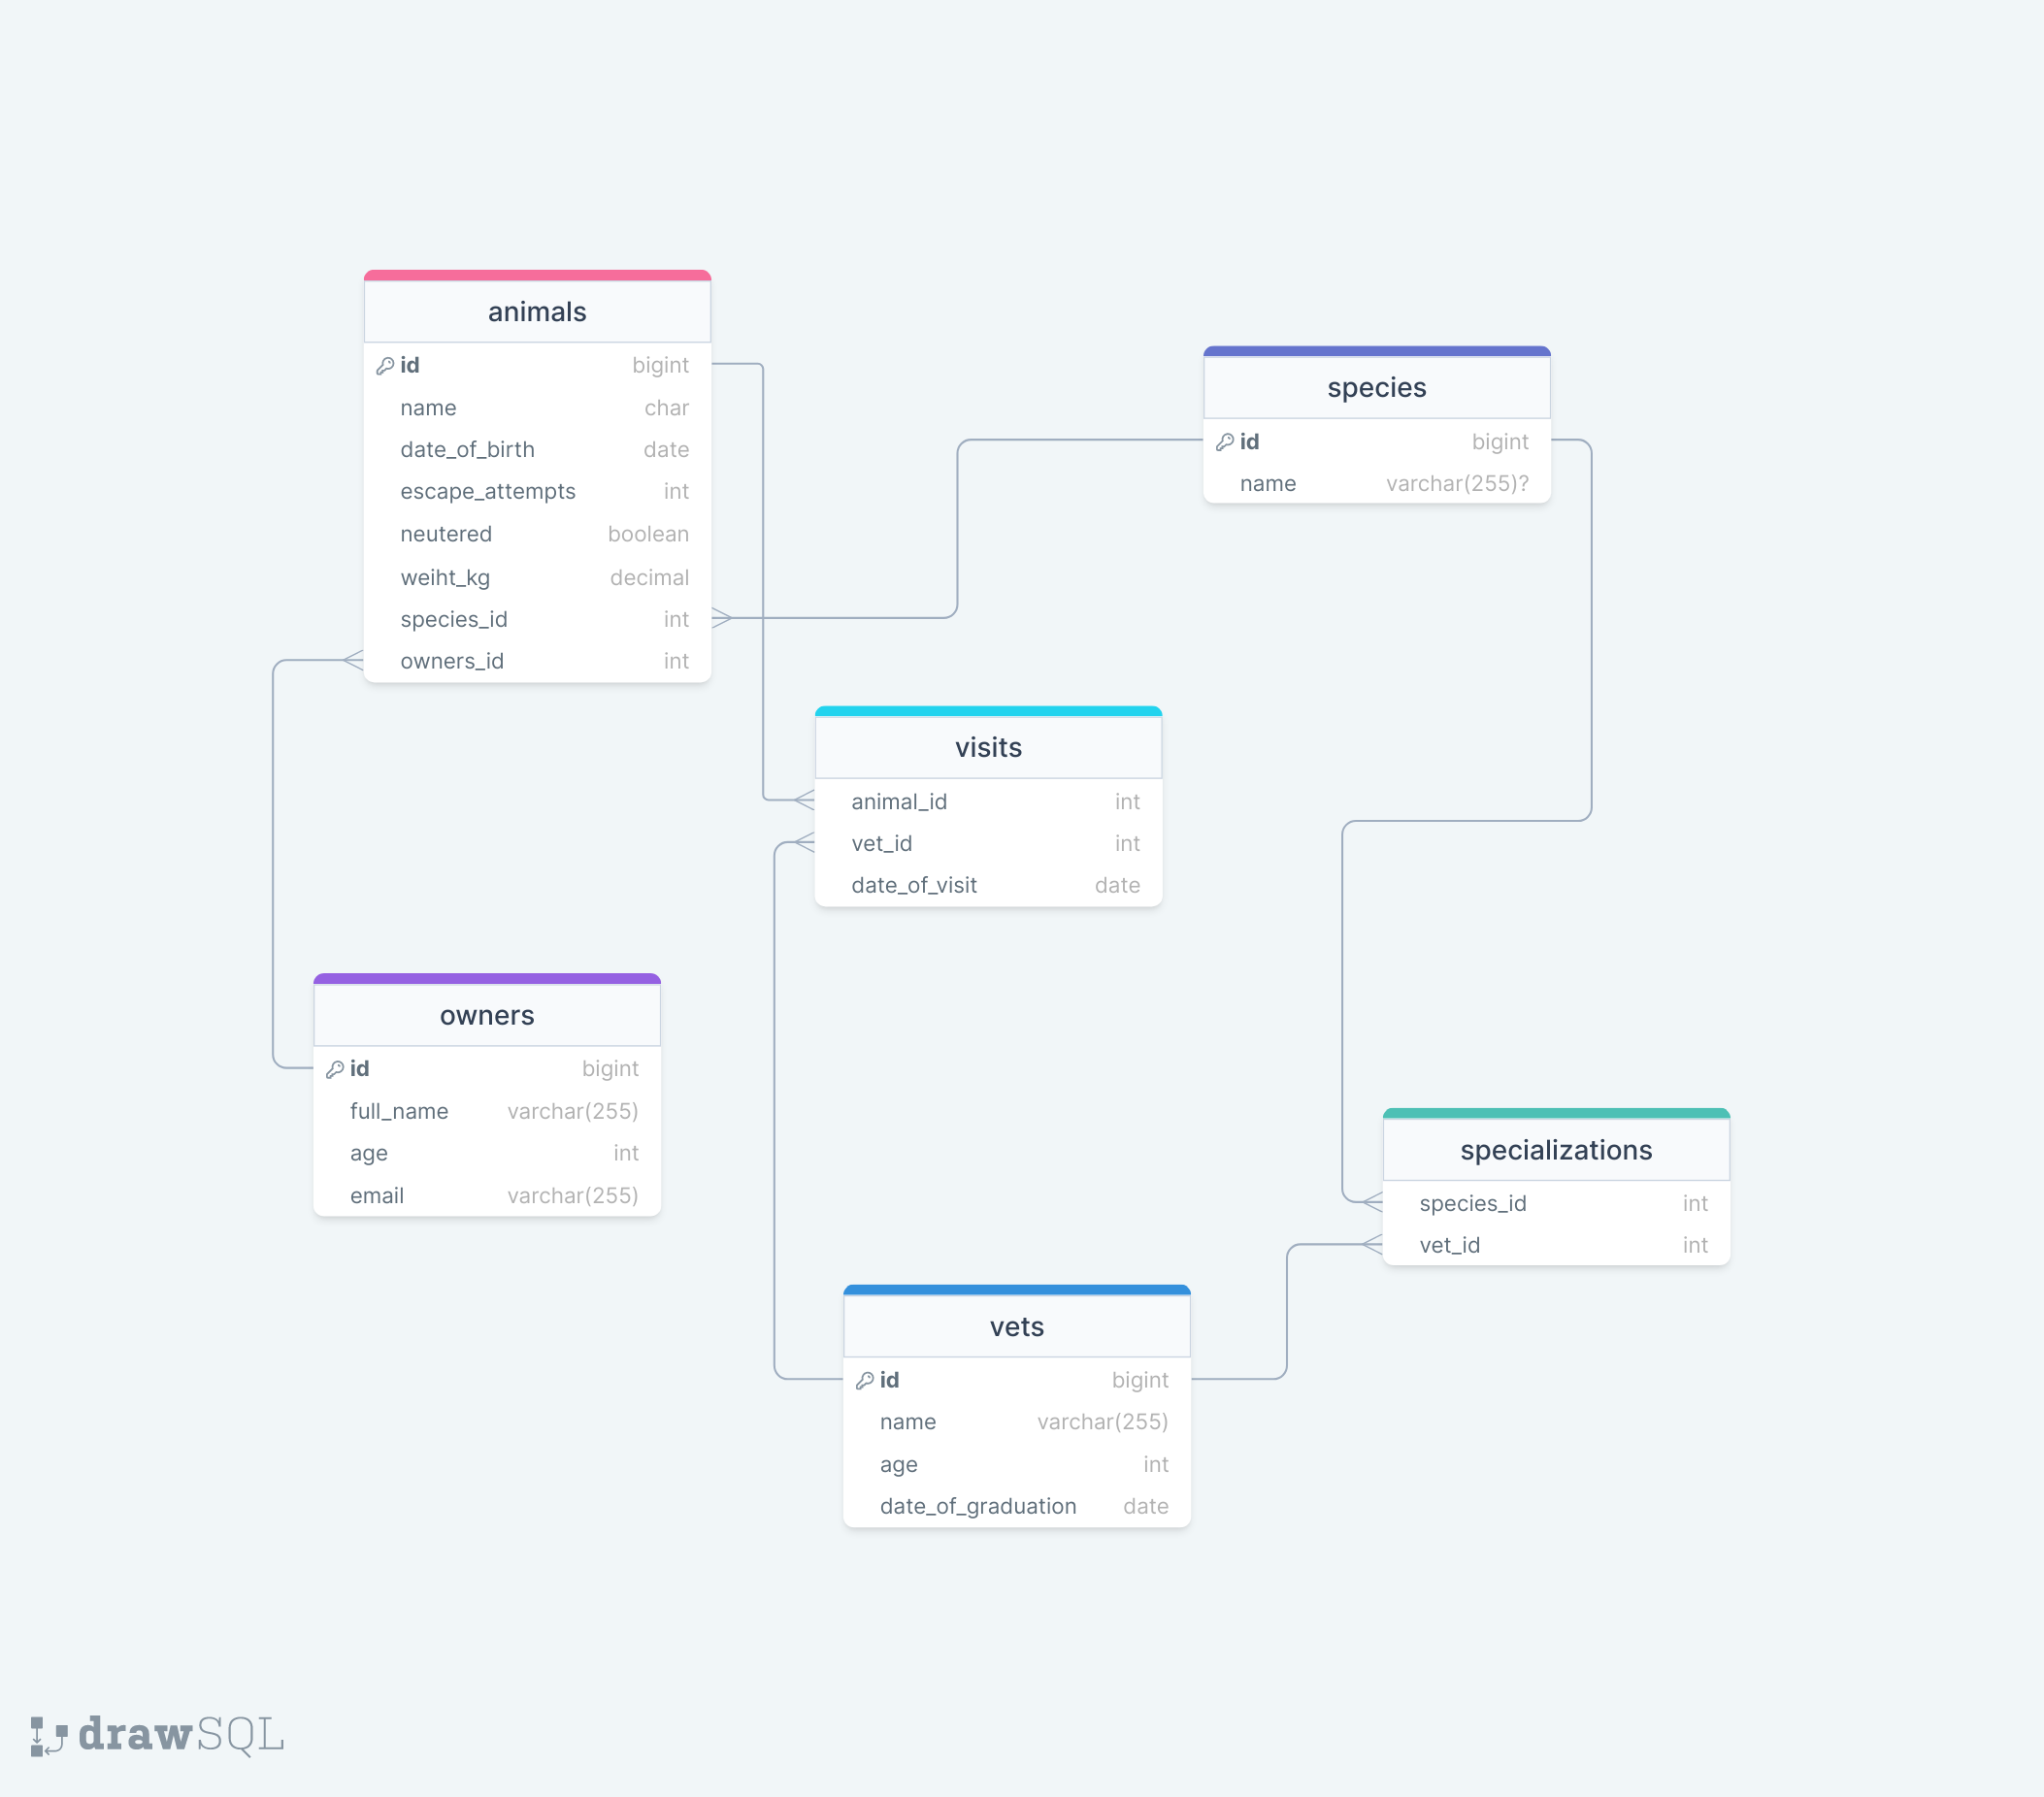 animals
id bigint
name char
date_of_birth date
escape_attempts int
neutered boolean
weiht_kg decimal
species_id int
owners_id int
species
id bigint
name varchar(255)?
visits
animal_id int
vet_id int
date_of_visit date
owners
id bigint
full_name varchar(255)
age int
email varchar(255)
specializations
species_id int
vet_id int
vets
id bigint
name varchar(255)
age int
date_of_graduation date
drawSQL